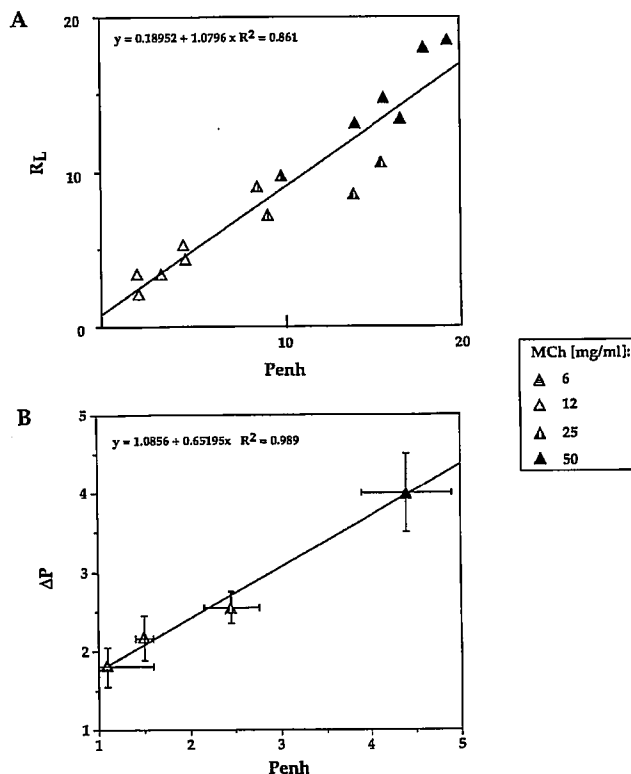 A
20
y = 0.18952 + 1.0796 x R2 = 0.861
RL
10
0
10
20
Penh
MCh [mg/ml]:
6
12
25
50
B
5
y = 1.0856 + 0.65195x R2 = 0.989
4
ΔP
3
2
1
1
2
3
4
5
Penh